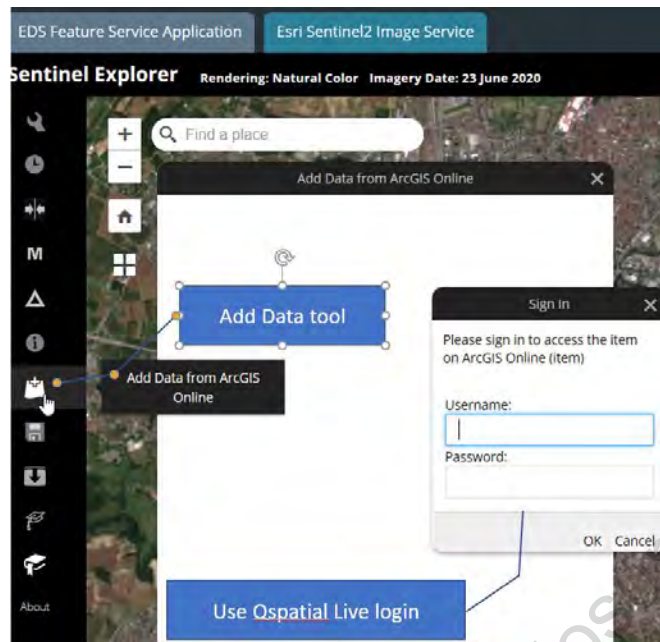 EDS Feature Service Application
Esri Sentinel2 Image Service
Sentinel Explorer Rendering: Natural Color Imagery Date: 23 June 2020
+
Find a place
−
Add Data from ArcGIS Online
M
Add Data tool
Sign In
Please sign in to access the item
on ArcGIS Online (item)
Add Data from ArcGIS
Online
Username:
Password:
OK Cancel
About
Use Qspatial Live login